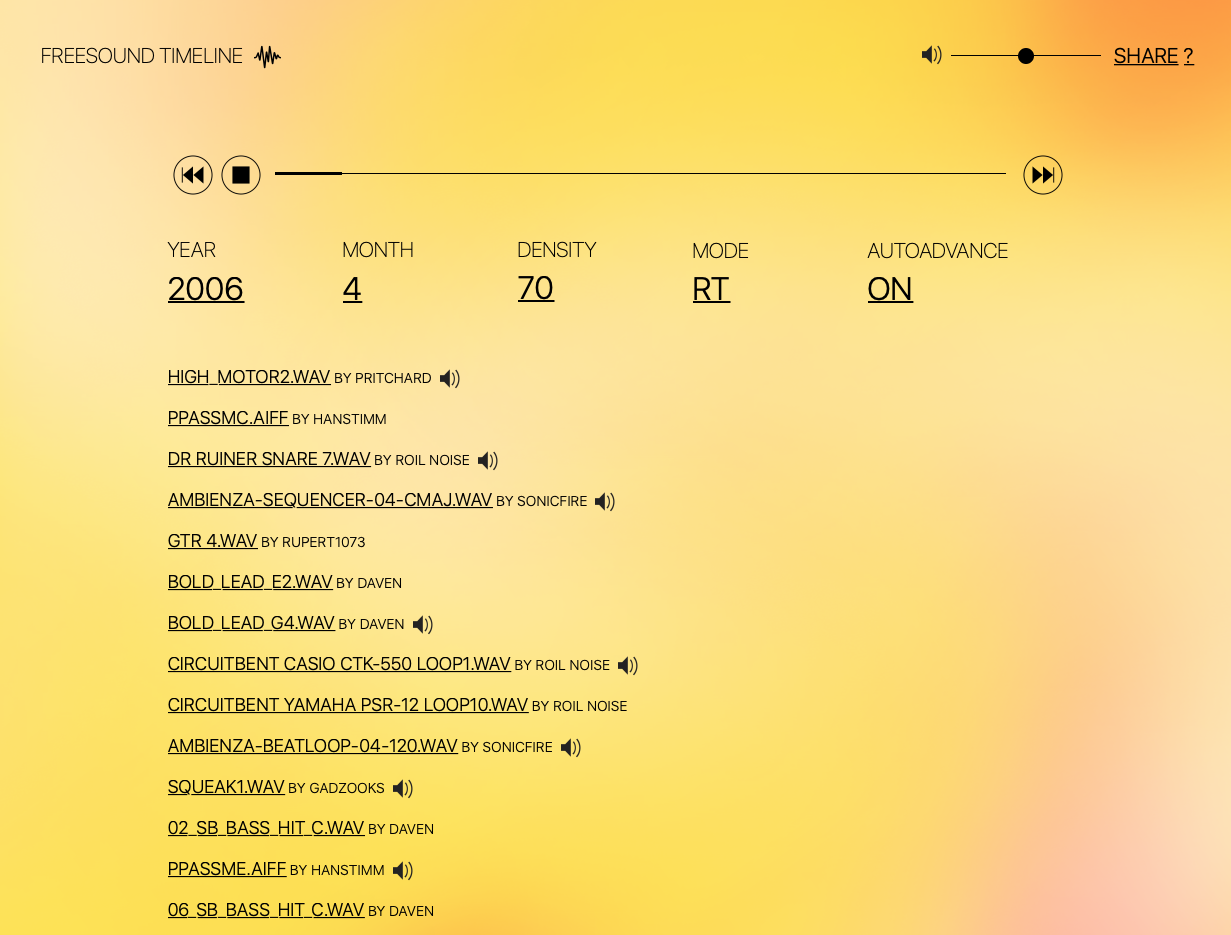 FREESOUND TIMELINE
SHARE ?
YEAR MONTH DENSITY MODE AUTOADVANCE
2006 4 70 RT ON
HIGH_MOTOR2.WAV BY PRITCHARD
PPASSMC.AIFF BY HANSTIMM
DR RUINER SNARE 7.WAV BY ROIL NOISE
AMBIENZA-SEQUENCER-04-CMAJ.WAV BY SONICFIRE
GTR 4.WAV BY RUPERT1073
BOLD_LEAD_E2.WAV BY DAVEN
BOLD_LEAD_G4.WAV BY DAVEN
CIRCUITBENT CASIO CTK-550 LOOP1.WAV BY ROIL NOISE
CIRCUITBENT YAMAHA PSR-12 LOOP10.WAV BY ROIL NOISE
AMBIENZA-BEATLOOP-04-120.WAV BY SONICFIRE
SQUEAK1.WAV BY GADZOOKS
02_SB_BASS_HIT_C.WAV BY DAVEN
PPASSME.AIFF BY HANSTIMM
06_SB_BASS_HIT_C.WAV BY DAVEN